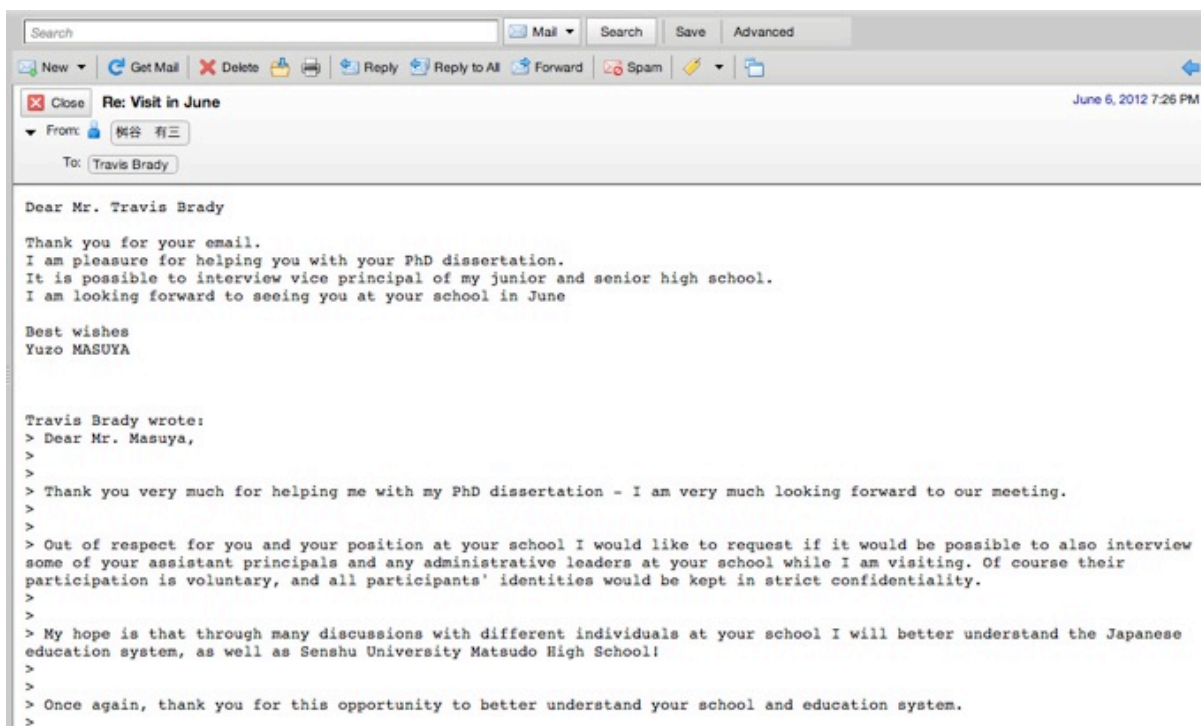 Search Mail Search Save Advanced
New Get Mail Delete Reply Reply to All Forward Spam
Close Re: Visit in June June 6, 2012 7:26 PM
From: 桝谷 有三
To: Travis Brady
Dear Mr. Travis Brady
Thank you for your email.
I am pleasure for helping you with your PhD dissertation.
It is possible to interview vice principal of my junior and senior high school.
I am looking forward to seeing you at your school in June
Best wishes
Yuzo MASUYA
Travis Brady wrote:
> Dear Mr. Masuya,
>
>
> Thank you very much for helping me with my PhD dissertation – I am very much looking forward to our meeting.
>
>
> Out of respect for you and your position at your school I would like to request if it would be possible to also interview
some of your assistant principals and any administrative leaders at your school while I am visiting. Of course their
participation is voluntary, and all participants' identities would be kept in strict confidentiality.
>
>
> My hope is that through many discussions with different individuals at your school I will better understand the Japanese
education system, as well as Senshu University Matsudo High School!
>
>
> Once again, thank you for this opportunity to better understand your school and education system.
>